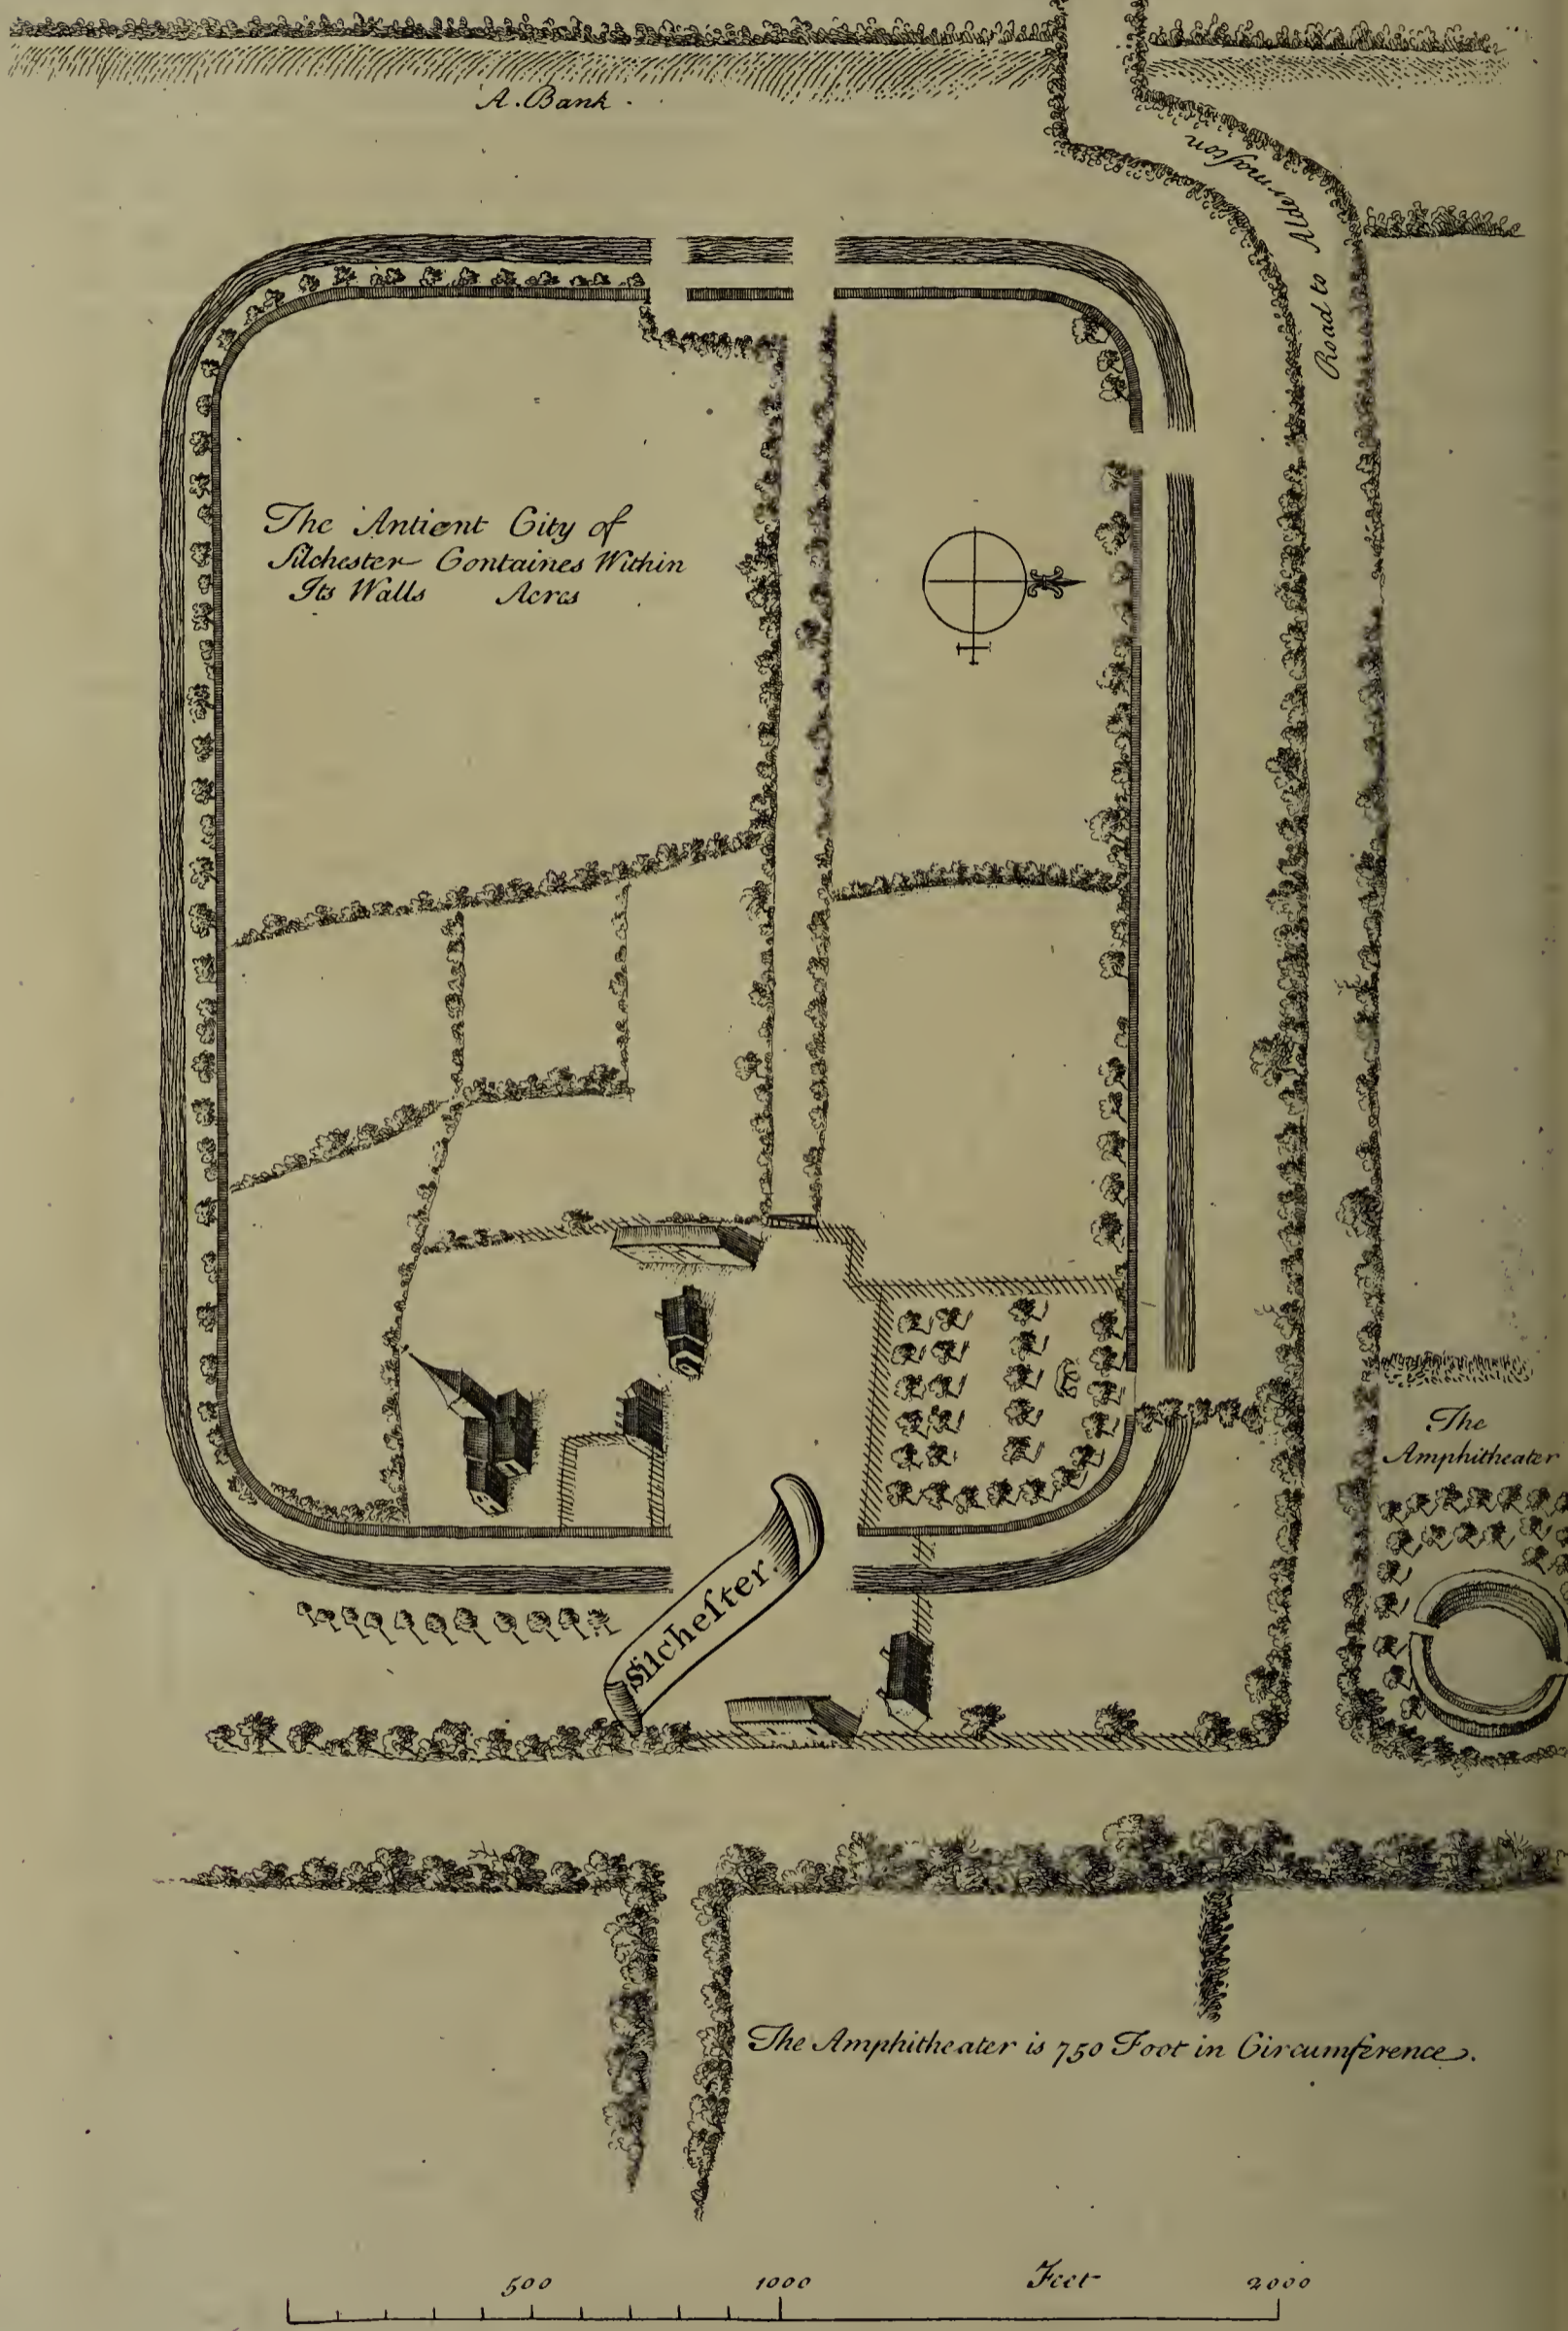 A. Bank .
Road to Aldermaſton
The Antient City of
Silchester Containes Within
Its Walls Acres
The
Amphitheater
Silcheſter.
The Amphitheater is 750 Foot in Circumference.
500 1000 Feet 2000